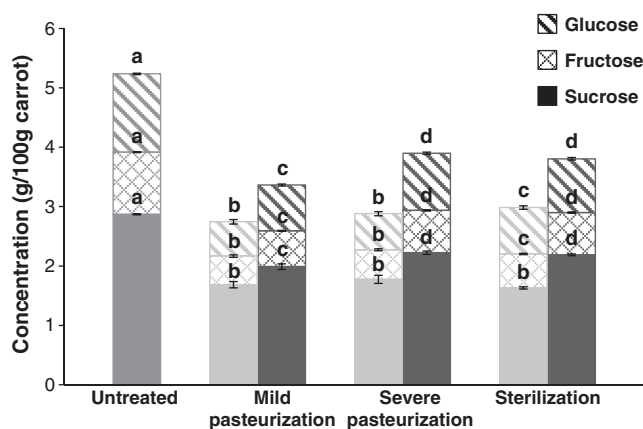 6
5
4
3
2
1
0
Concentration (g/100g carrot)
Glucose
Fructose
Sucrose
a
a
a
b
b
b
c
c
c
b
b
b
d
d
d
c
c
b
d
d
d
Untreated
Mild
pasteurization
Severe
pasteurization
Sterilization